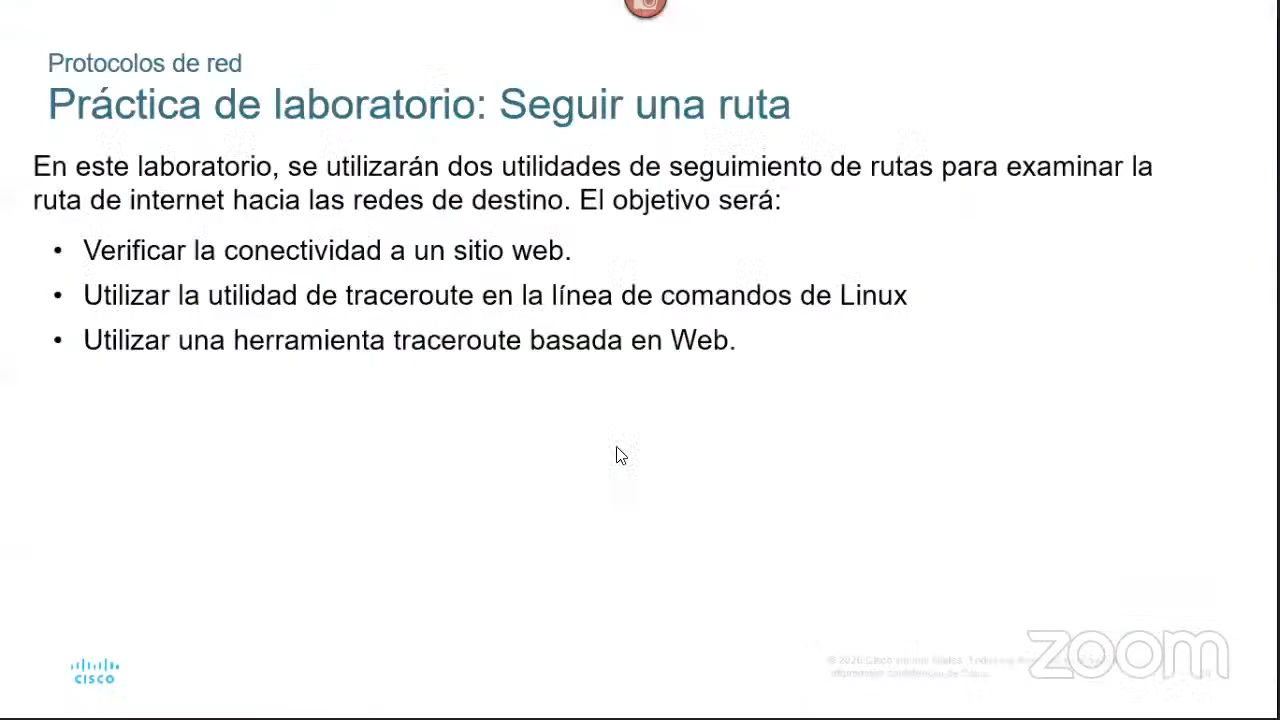 Protocolos de red
Práctica de laboratorio: Seguir una ruta
En este laboratorio, se utilizarán dos utilidades de seguimiento de rutas para examinar la
ruta de internet hacia las redes de destino. El objetivo será:
• Verificar la conectividad a un sitio web.
• Utilizar la utilidad de traceroute en la línea de comandos de Linux
• Utilizar una herramienta traceroute basada en Web.
CISCO
zoom